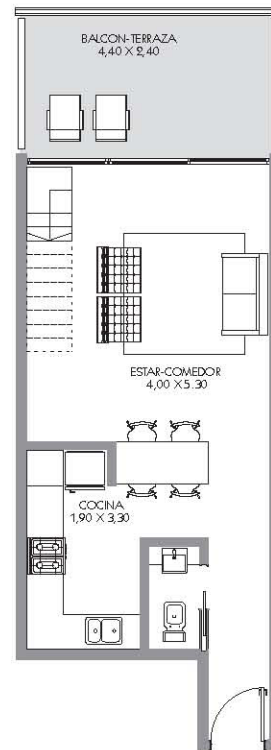 BALCON-TERRAZA
4,40 X 2,40
ESTAR-COMEDOR
4,00 X 5.30
COCINA
1,90 X 3,30